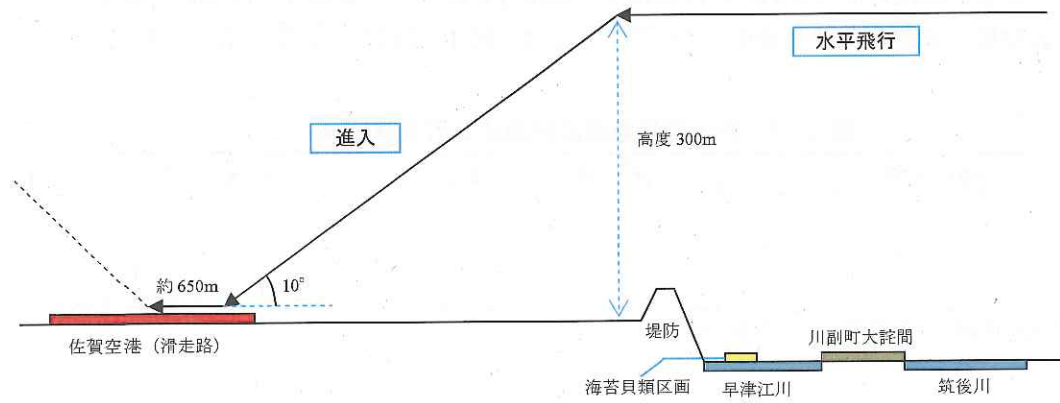 水平飛行
進入
高度 300m
約 650m
10°
佐賀空港（滑走路）
堤防
川副町大詫間
海苔貝類区画
早津江川
筑後川